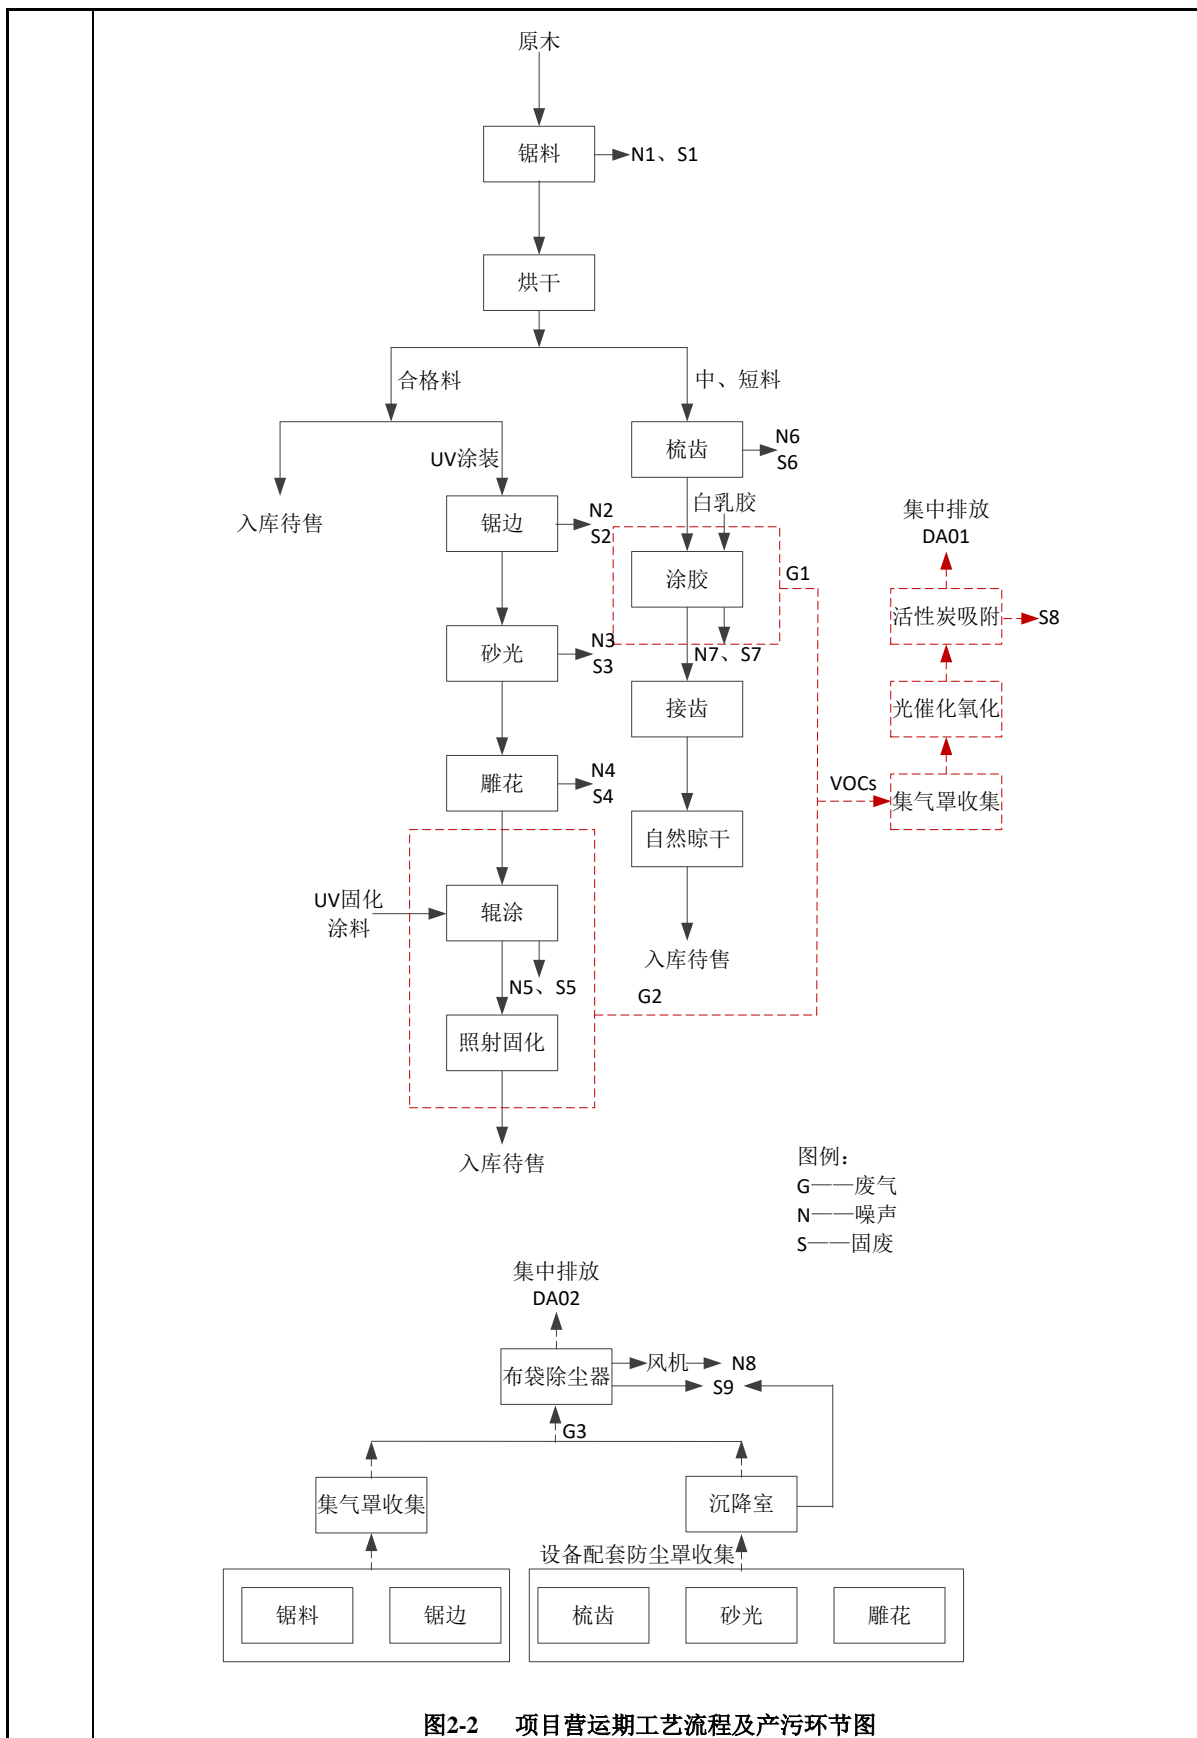 原木
锯料
N1、S1
烘干
合格料
中、短料
UV涂装
入库待售
锯边
N2
S2
梳齿
N6
S6
白乳胶
涂胶
G1
N7、S7
砂光
N3
S3
接齿
雕花
N4
S4
自然晾干
入库待售
UV固化
涂料
辊涂
N5、S5
照射固化
G2
入库待售
VOCs
集中排放
DA01
活性炭吸附
S8
光催化氧化
集气罩收集
图例：
G——废气
N——噪声
S——固废
集中排放
DA02
布袋除尘器
风机
N8
S9
G3
集气罩收集
沉降室
设备配套防尘罩收集
锯料
锯边
梳齿
砂光
雕花
图2-2 项目营运期工艺流程及产污环节图